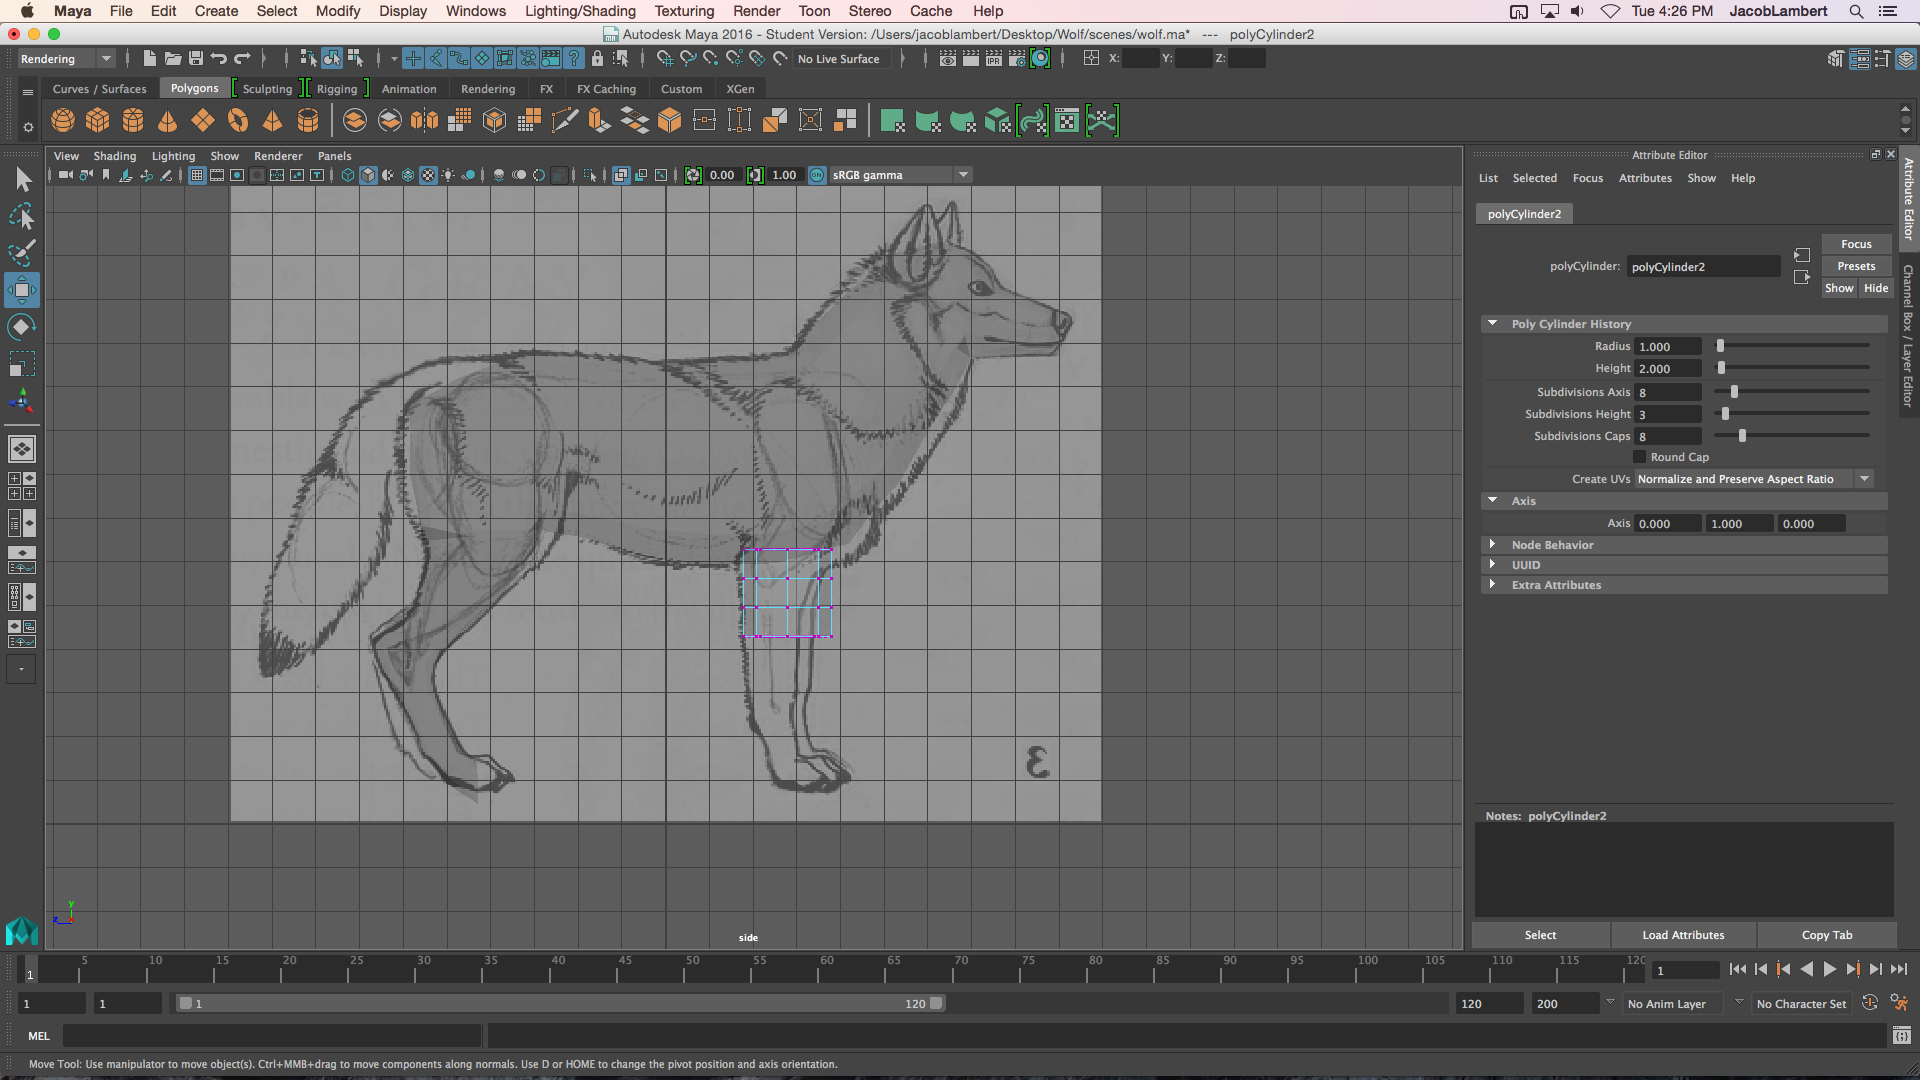 Maya File Edit Create Select Modify Display Windows Lighting/Shading Texturing Render Toon Stereo Cache Help Tue 4:26 PM JacobLambert
Autodesk Maya 2016 - Student Version: /Users/jacoblambert/Desktop/Wolf/scenes/wolf.ma* --- polyCylinder2
Rendering No Live Surface X: Y: Z:
Curves / Surfaces Polygons Sculpting Rigging Animation Rendering FX FX Caching Custom XGen
View Shading Lighting Show Renderer Panels
0.00 1.00 ON sRGB gamma
side
y
z
3
Attribute Editor
List Selected Focus Attributes Show Help
polyCylinder2
polyCylinder: polyCylinder2
Focus
Presets
Show Hide
Poly Cylinder History
Radius 1.000
Height 2.000
Subdivisions Axis 8
Subdivisions Height 3
Subdivisions Caps 8
Round Cap
Create UVs Normalize and Preserve Aspect Ratio
Axis
Axis 0.000 1.000 0.000
Node Behavior
UUID
Extra Attributes
Notes: polyCylinder2
Select Load Attributes Copy Tab
Attribute Editor
Channel Box / Layer Editor
5 10 15 20 25 30 35 40 45 50 55 60 65 70 75 80 85 90 95 100 105 110 115 120
1 1
1 1 1 120 120 200 No Anim Layer No Character Set
MEL
Move Tool: Use manipulator to move object(s). Ctrl+MMB+drag to move components along normals. Use D or HOME to change the pivot position and axis orientation.